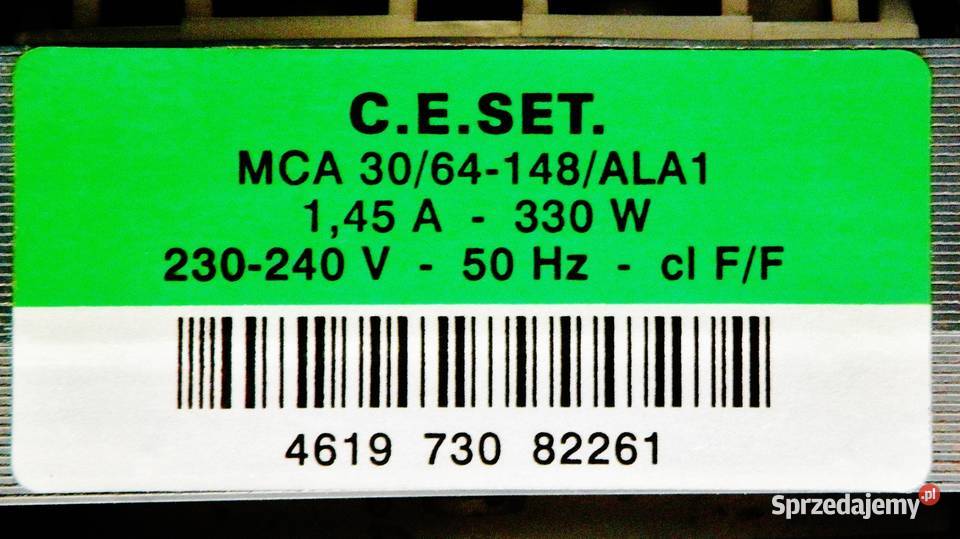 C.E.SET.
MCA 30/64-148/ALA1
1,45 A - 330 W
230-240 V - 50 Hz - cl F/F
4619 730 82261
Sprzedajemy.pl